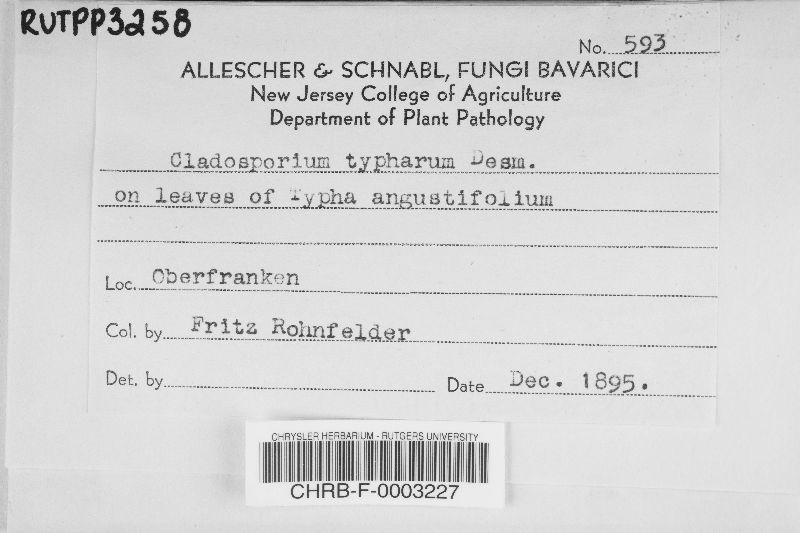 RUTPP3258
No. 593
ALLESCHER & SCHNABL, FUNGI BAVARICI
New Jersey College of Agriculture
Department of Plant Pathology
Cladosporium typharum Desm.
on leaves of Typha angustifolium
Loc. Oberfranken
Col. by Fritz Rohnfelder
Det. by
Date Dec. 1895.
CHRYSLER HERBARIUM - RUTGERS UNIVERSITY
CHRB-F-0003227